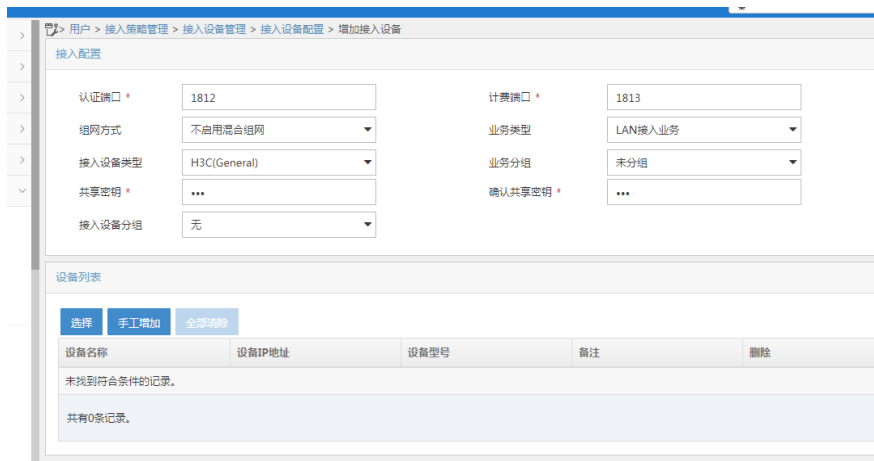 > 用户 > 接入策略管理 > 接入设备管理 > 接入设备配置 > 增加接入设备
接入配置
认证端口 * 1812 计费端口 * 1813
组网方式 不启用混合组网 业务类型 LAN接入业务
接入设备类型 H3C(General) 业务分组 未分组
共享密钥 * ••• 确认共享密钥 * •••
接入设备分组 无
设备列表
选择 手工增加 全部清除
设备名称 设备IP地址 设备型号 备注 删除
未找到符合条件的记录。
共有0条记录。